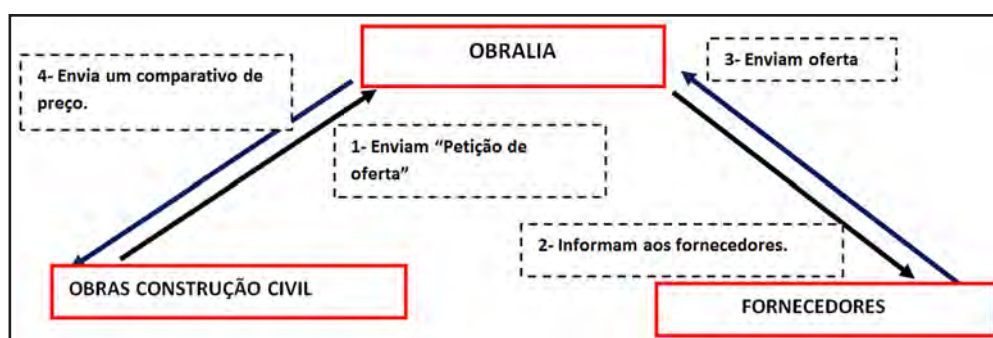 OBRALIA
3- Enviam oferta
4- Envia um comparativo de
preço.
1- Enviam “Petição de
oferta”
2- Informam aos fornecedores.
OBRAS CONSTRUÇÃO CIVIL
FORNECEDORES